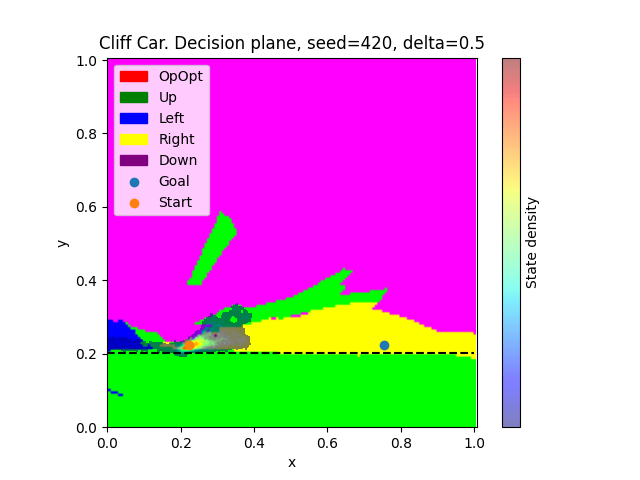 Cliff Car. Decision plane, seed=420, delta=0.5
OpOpt
Up
Left
Right
Down
Goal
Start
1.0
0.8
0.6
0.4
0.2
0.0
y
0.0 0.2 0.4 0.6 0.8 1.0
x
State density